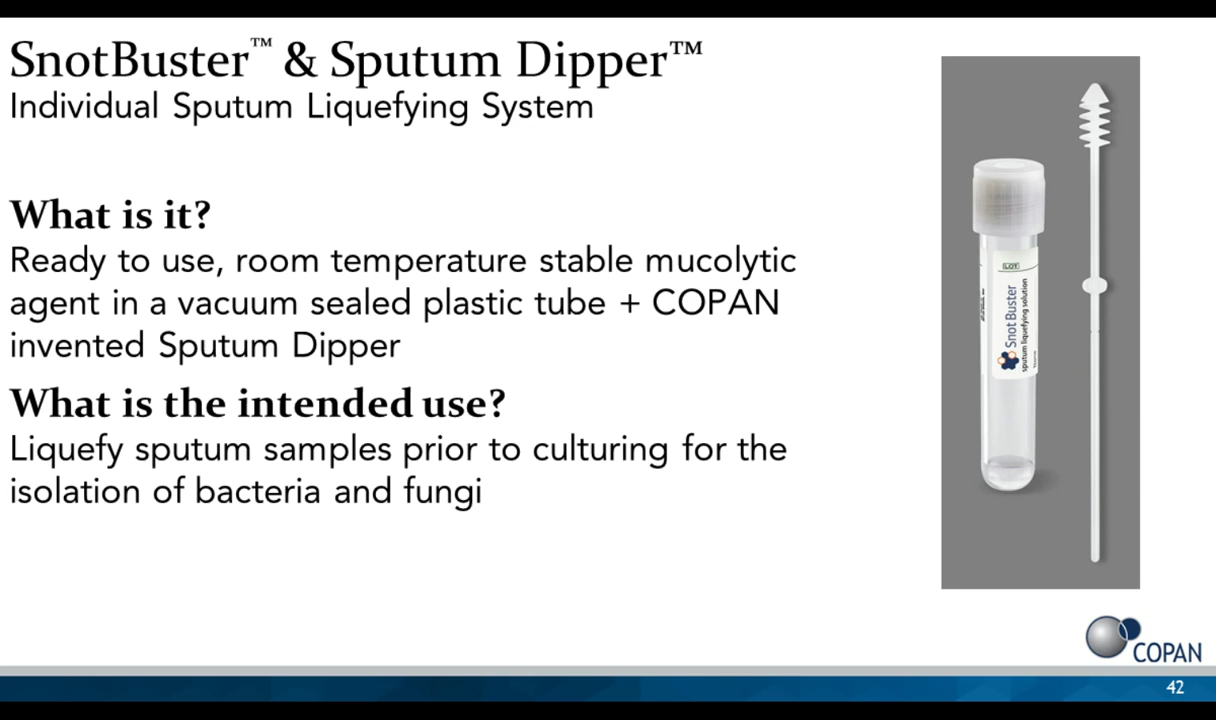 SnotBuster™ & Sputum Dipper™
Individual Sputum Liquefying System
What is it?
Ready to use, room temperature stable mucolytic
agent in a vacuum sealed plastic tube + COPAN
invented Sputum Dipper
What is the intended use?
Liquefy sputum samples prior to culturing for the
isolation of bacteria and fungi
LOT
Snot Buster
sputum liquefying solution
COPAN
42